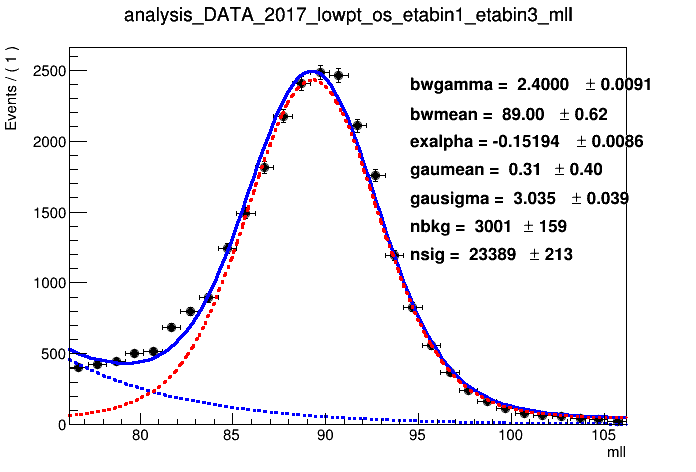 analysis_DATA_2017_lowpt_os_etabin1_etabin3_mll
Events / ( 1 )
2500
2000
1500
1000
500
0
bwgamma = 2.4000 ± 0.0091
bwmean = 89.00 ± 0.62
exalpha = -0.15194 ± 0.0086
gaumean = 0.31 ± 0.40
gausigma = 3.035 ± 0.039
nbkg = 3001 ± 159
nsig = 23389 ± 213
80 85 90 95 100 105
mll